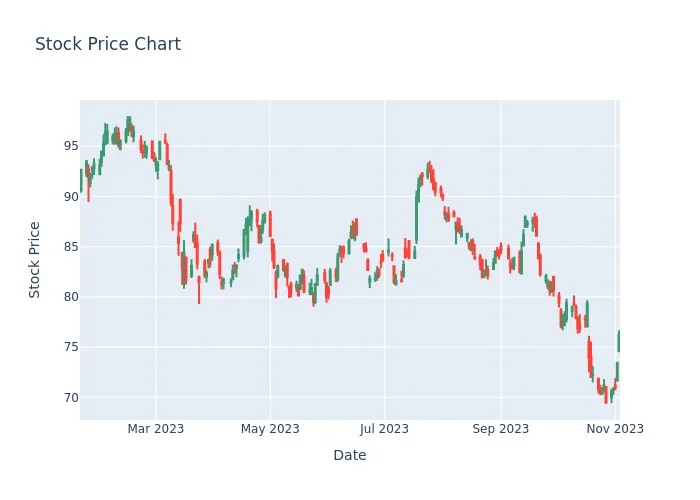 Stock Price Chart
Stock Price
95
90
85
80
75
70
Mar 2023
May 2023
Jul 2023
Sep 2023
Nov 2023
Date